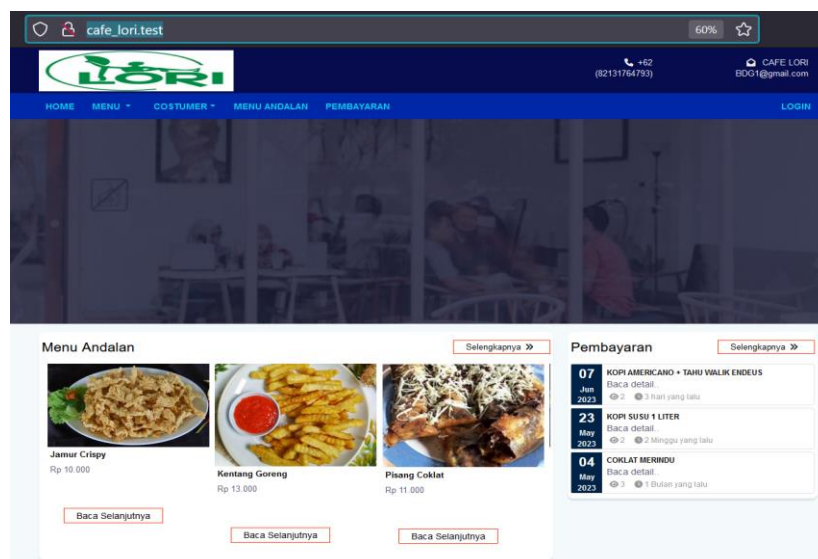 cafe_lori.test
60%
LORI
+62
(82131764793)
CAFE LORI
BDG1@gmail.com
HOME MENU COSTUMER MENU ANDALAN PEMBAYARAN LOGIN
Menu Andalan
Selengkapnya »
Jamur Crispy
Rp 10.000
Baca Selanjutnya
Kentang Goreng
Rp 13.000
Baca Selanjutnya
Pisang Coklat
Rp 11.000
Baca Selanjutnya
Pembayaran
Selengkapnya »
07
Jun
2023
KOPI AMERICANO + TAHU WALIK ENDEUS
Baca detail..
2 3 hari yang lalu
23
May
2023
KOPI SUSU 1 LITER
Baca detail..
2 2 Minggu yang lalu
04
May
2023
COKLAT MERINDU
Baca detail..
3 1 Bulan yang lalu